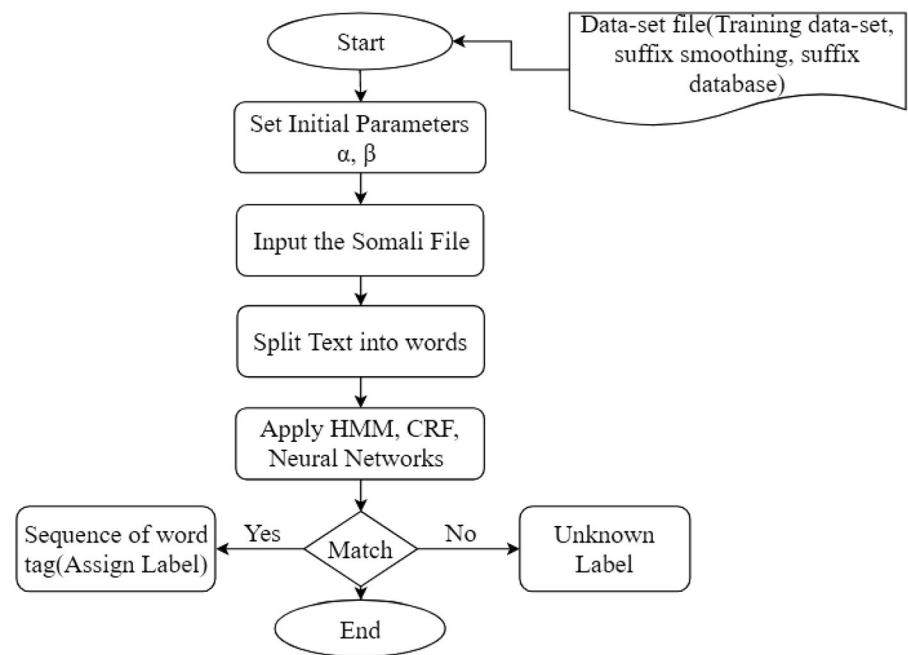 Start
Data-set file(Training data-set,
suffix smoothing, suffix
database)
Set Initial Parameters
α, β
Input the Somali File
Split Text into words
Apply HMM, CRF,
Neural Networks
Sequence of word
tag(Assign Label)
Yes
Match
No
Unknown
Label
End